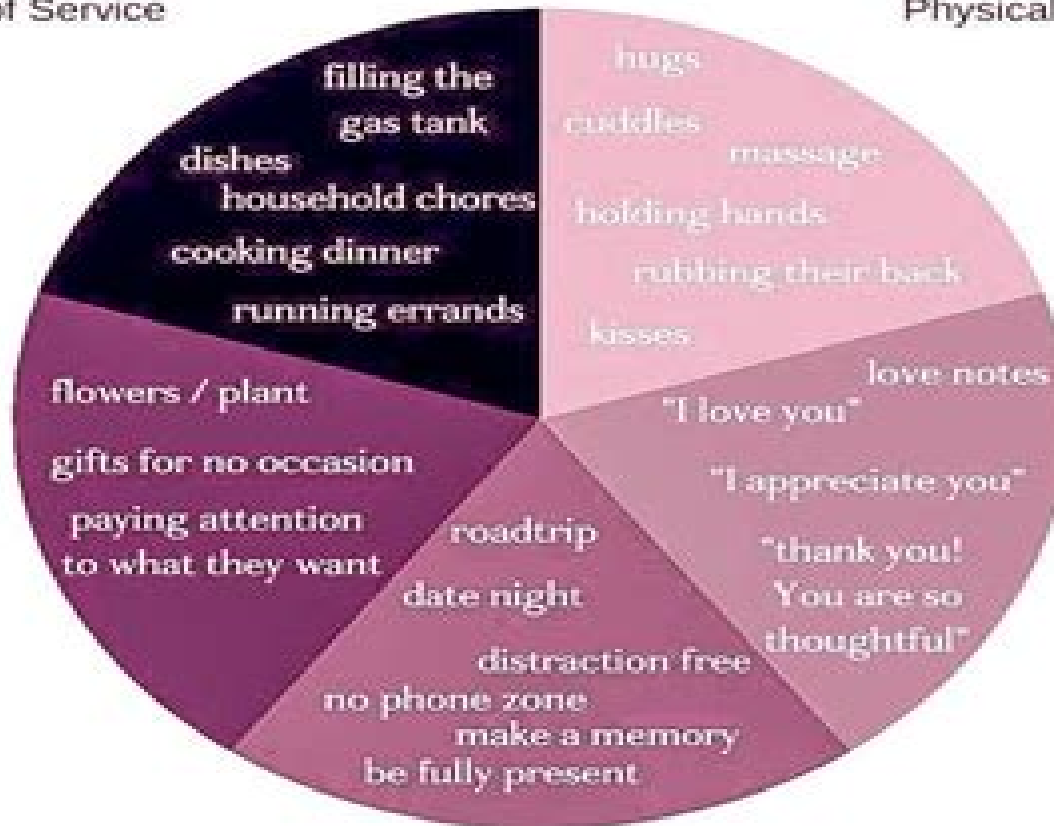 of Service
Physical
filling the
gas tank
dishes
household chores
cooking dinner
running errands
hugs
cuddles
massage
holding hands
rubbing their back
kisses
love notes
"I love you"
"I appreciate you"
"thank you!
You are so
thoughtful"
roadtrip
date night
distraction free
no phone zone
make a memory
be fully present
flowers / plant
gifts for no occasion
paying attention
to what they want